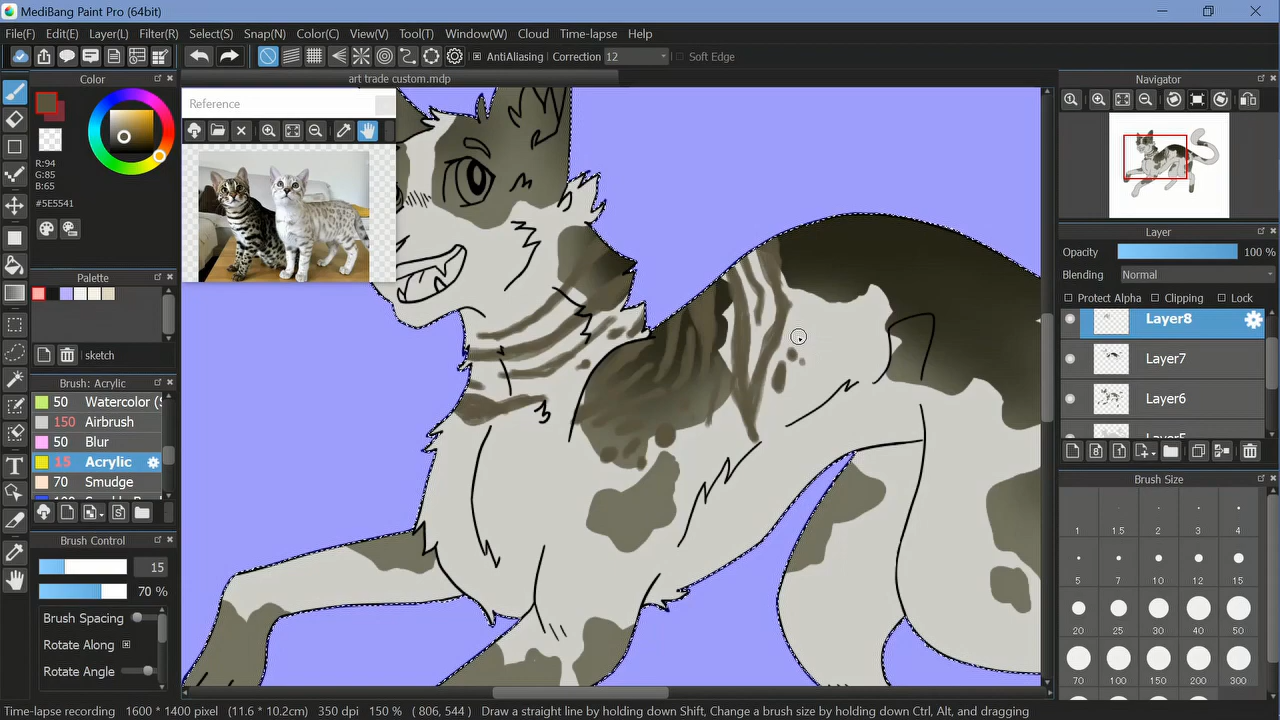 MediBang Paint Pro (64bit)
File(F) Edit(E) Layer(L) Filter(R) Select(S) Snap(N) Color(C) View(V) Tool(T) Window(W) Cloud Time-lapse Help
AntiAliasing Correction 12 Soft Edge
Color
art trade custom.mdp
Navigator
Reference
R:94
G:85
B:65
#5E5541
Layer
Opacity 100 %
Blending Normal
Protect Alpha Clipping Lock
Layer8
Layer7
Layer6
Layer5
Palette
sketch
Brush: Acrylic
50 Watercolor (S
150 Airbrush
50 Blur
15 Acrylic
70 Smudge
Brush Control
15
70 %
Brush Spacing
Rotate Along
Rotate Angle
Brush Size
1 1.5 2 3 4
5 7 10 12 15
20 25 30 40 50
70 100 150 200 300
Time-lapse recording 1600 * 1400 pixel (11.6 * 10.2cm) 350 dpi 150 % ( 806, 544 ) Draw a straight line by holding down Shift, Change a brush size by holding down Ctrl, Alt, and dragging